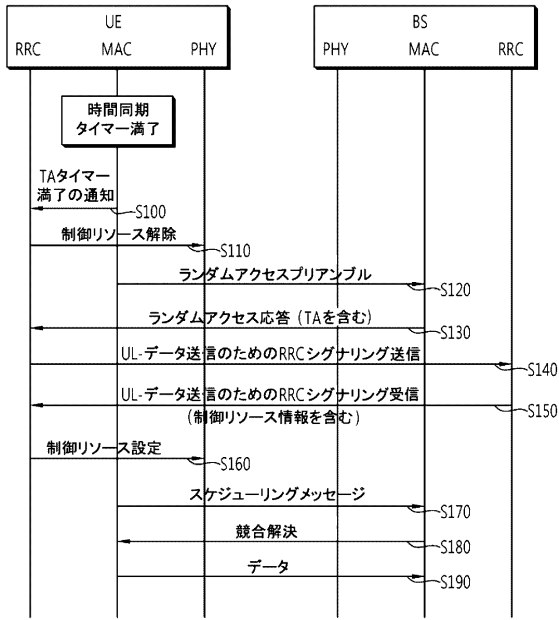 UE
BS
RRC MAC PHY
PHY MAC RRC
時間同期
タイマー満了
TAタイマー
満了の通知
S100
制御リソース解除
S110
ランダムアクセスプリアンブル
S120
ランダムアクセス応答 (TAを含む)
S130
UL-データ送信のためのRRCシグナリング送信
S140
UL-データ送信のためのRRCシグナリング受信
(制御リソース情報を含む)
S150
制御リソース設定
S160
スケジューリングメッセージ
S170
競合解決
S180
データ
S190